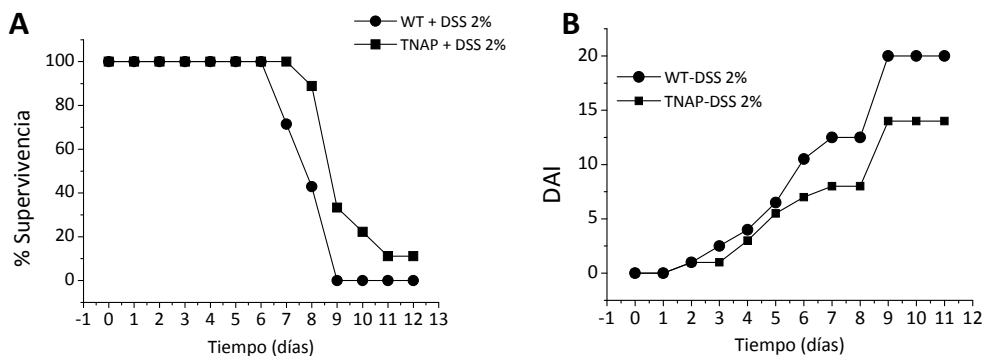 A
WT + DSS 2%
TNAP + DSS 2%
100
80
60
40
20
0
% Supervivencia
-1 0 1 2 3 4 5 6 7 8 9 10 11 12 13
Tiempo (días)
B
WT-DSS 2%
TNAP-DSS 2%
20
15
10
5
0
DAI
-1 0 1 2 3 4 5 6 7 8 9 10 11 12
Tiempo (días)